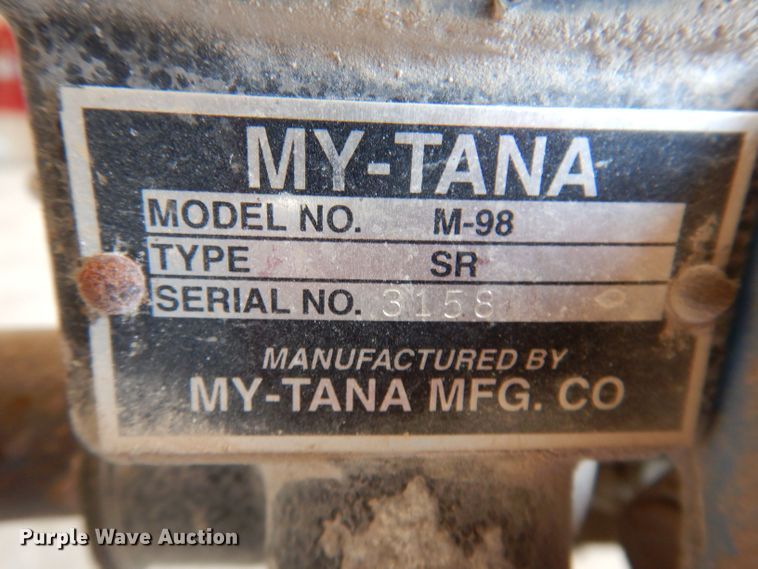 MY-TANA
MODEL NO. M-98
TYPE SR
SERIAL NO. 3158
MANUFACTURED BY
MY-TANA MFG. CO
Purple Wave Auction